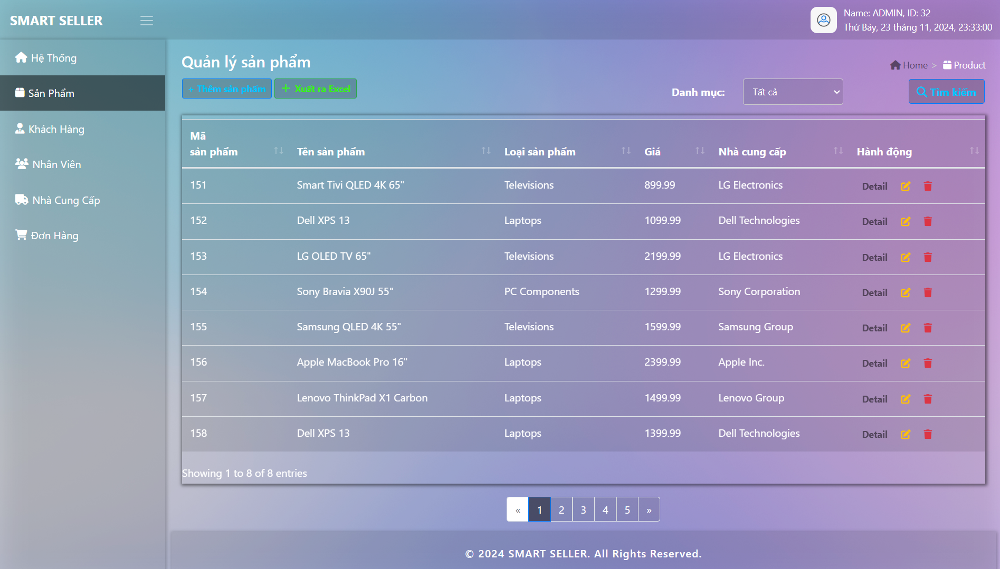 SMART SELLER
Name: ADMIN, ID: 32
Thứ Bảy, 23 tháng 11, 2024, 23:33:00
Hệ Thống
Sản Phẩm
Khách Hàng
Nhân Viên
Nhà Cung Cấp
Đơn Hàng
Quản lý sản phẩm
Home > Product
+ Thêm sản phẩm
+ Xuất ra Excel
Danh mục:
Tất cả
Tìm kiếm
Mã
sản phẩm
Tên sản phẩm
Loại sản phẩm
Giá
Nhà cung cấp
Hành động
151 Smart Tivi QLED 4K 65" Televisions 899.99 LG Electronics Detail
152 Dell XPS 13 Laptops 1099.99 Dell Technologies Detail
153 LG OLED TV 65" Televisions 2199.99 LG Electronics Detail
154 Sony Bravia X90J 55" PC Components 1299.99 Sony Corporation Detail
155 Samsung QLED 4K 55" Televisions 1599.99 Samsung Group Detail
156 Apple MacBook Pro 16" Laptops 2399.99 Apple Inc. Detail
157 Lenovo ThinkPad X1 Carbon Laptops 1499.99 Lenovo Group Detail
158 Dell XPS 13 Laptops 1399.99 Dell Technologies Detail
Showing 1 to 8 of 8 entries
« 1 2 3 4 5 »
© 2024 SMART SELLER. All Rights Reserved.